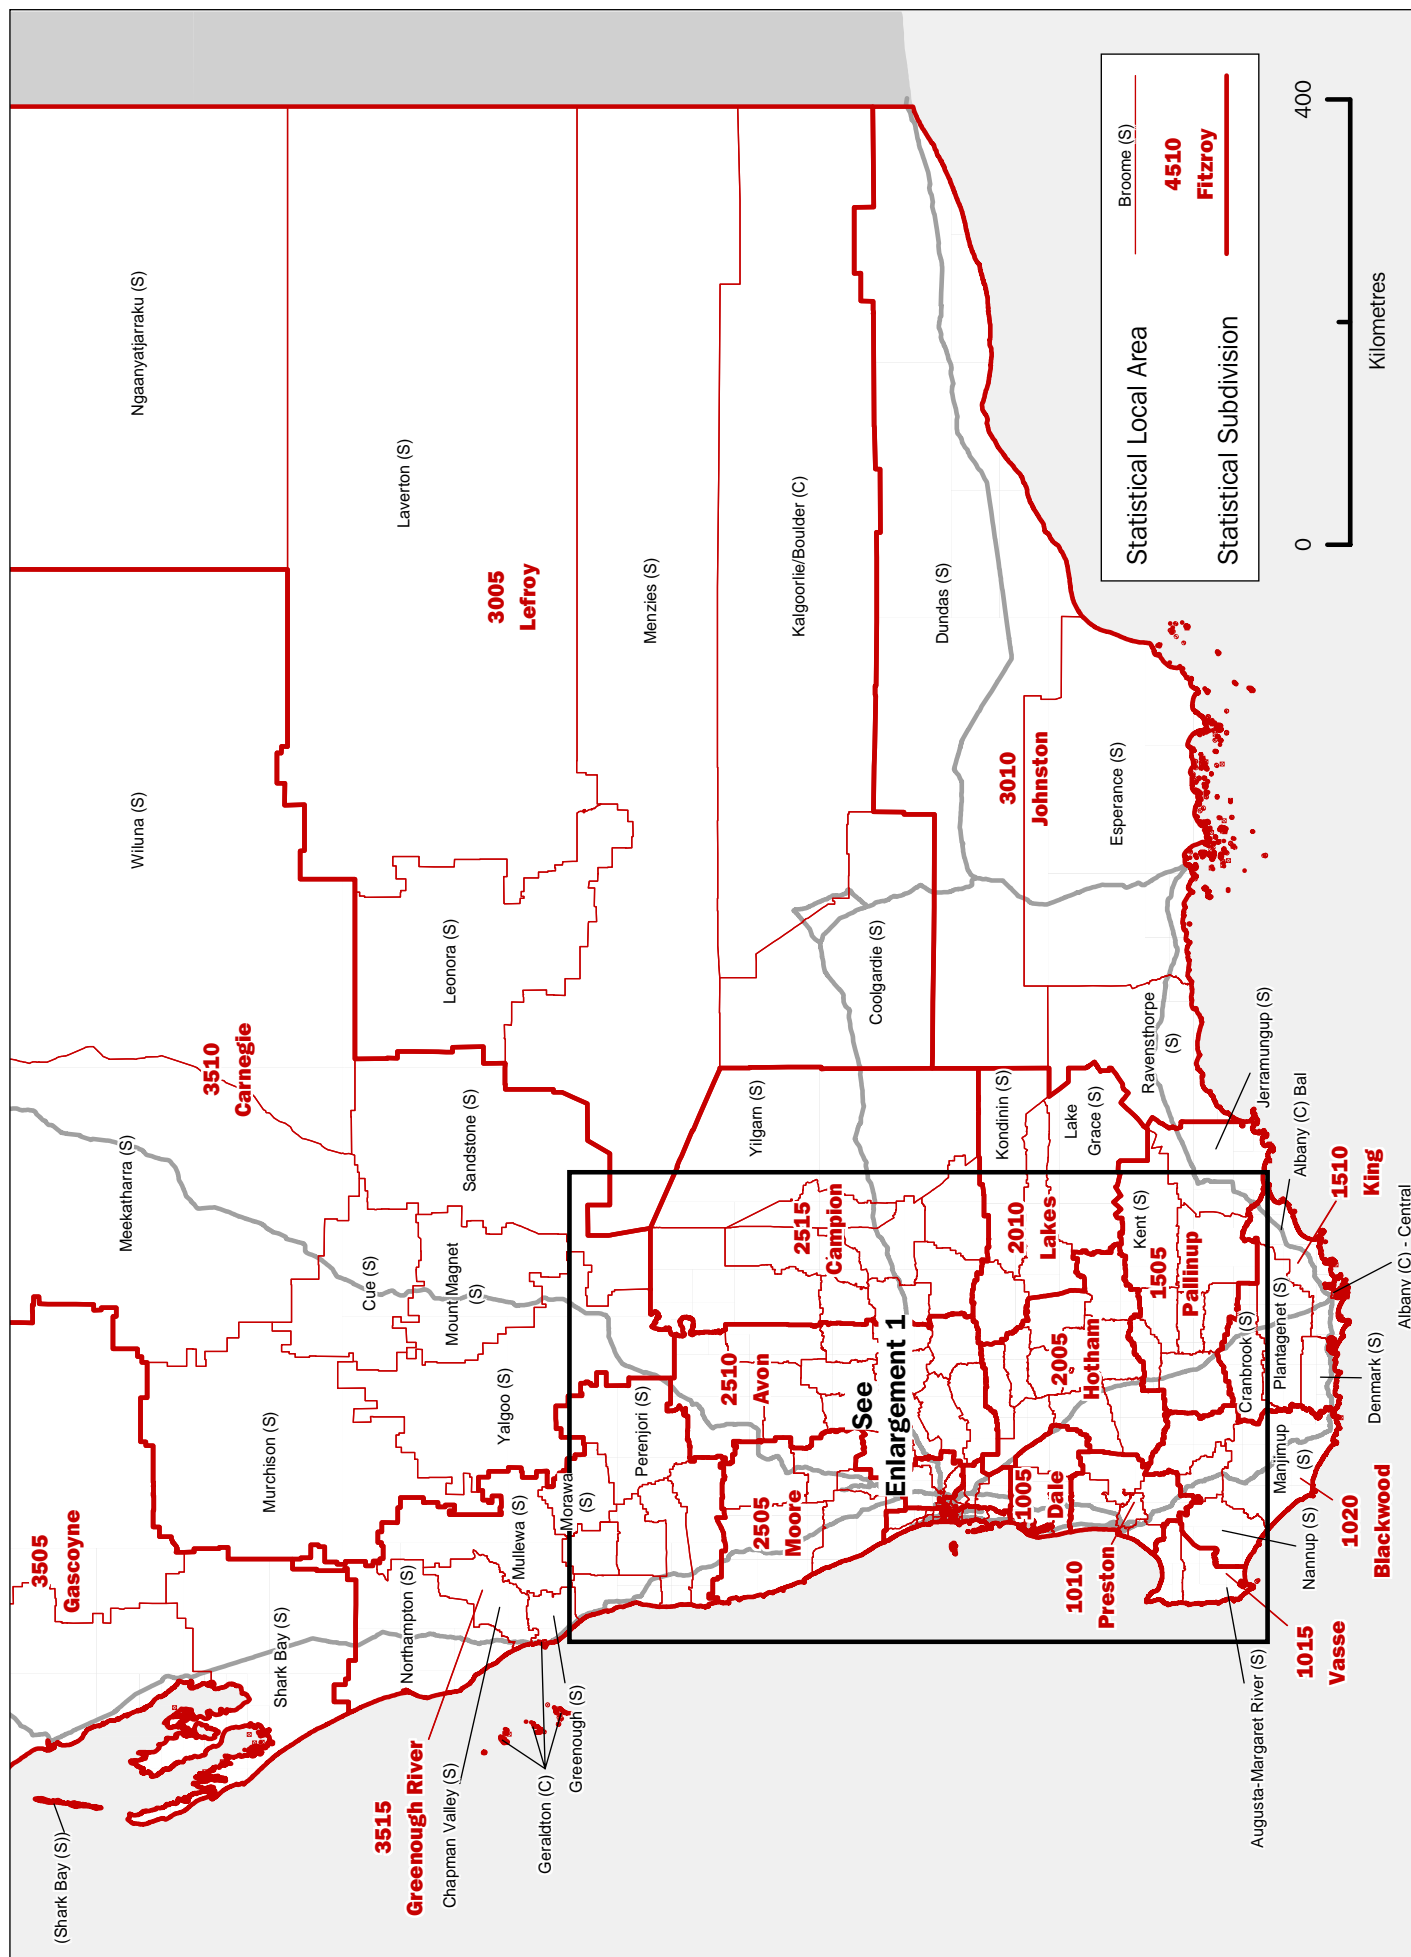 (Shark Bay (S))
3505
Gascoyne
Meekatharra (S)
Wiluna (S)
Ngaanyatjarraku (S)
3510
Carnegie
Murchison (S)
Shark Bay (S)
Cue (S)
Sandstone (S)
Leonora (S)
Laverton (S)
3005
Lefroy
Northampton (S)
Mount Magnet
(S)
Yalgoo (S)
3515
Greenough River
Chapman Valley (S)
Mullewa (S)
Geraldton (C)
Greenough (S)
Morawa
(S)
Perenjori (S)
Menzies (S)
Kalgoorlie/Boulder (C)
Yilgarn (S)
Coolgardie (S)
Dundas (S)
2510
Avon
2515
Campion
2505
Moore
See
Enlargement 1
Kondinin (S)
2010
Lakes
3010
Johnston
Lake
Grace (S)
2005
Hotham
1005
Dale
Esperance (S)
Ravensthorpe
(S)
Kent (S)
1505
Pallinup
1010
Preston
Cranbrook (S)
Plantagenet (S)
Manjimup
(S)
Jerramungup (S)
Albany (C) Bal
1510
King
Albany (C) - Central
Denmark (S)
Nannup (S)
1020
Blackwood
1015
Vasse
Augusta-Margaret River (S)
Statistical Local Area
Broome (S)
Statistical Subdivision
4510
Fitzroy
0
400
Kilometres